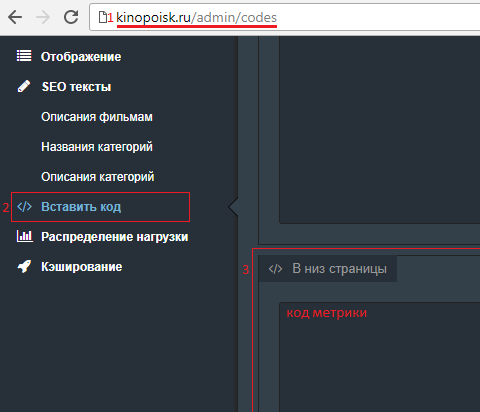 1 kinopoisk.ru/admin/codes
Отображение
SEO тексты
Описания фильмам
Названия категорий
Описания категорий
2 </> Вставить код
Распределение нагрузки
Кэширование
3 </> В низ страницы
код метрики